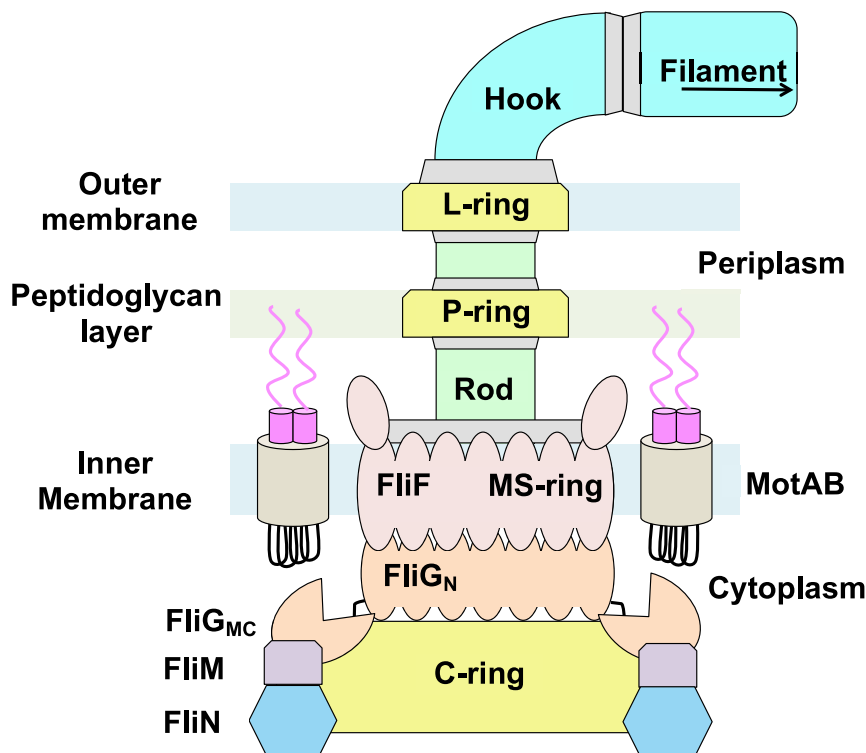 Filament
Hook
Outer
membrane
L-ring
Periplasm
Peptidoglycan
layer
P-ring
Rod
Inner
Membrane
FliF
MS-ring
MotAB
FliGN
Cytoplasm
FliGMC
FliM
C-ring
FliN